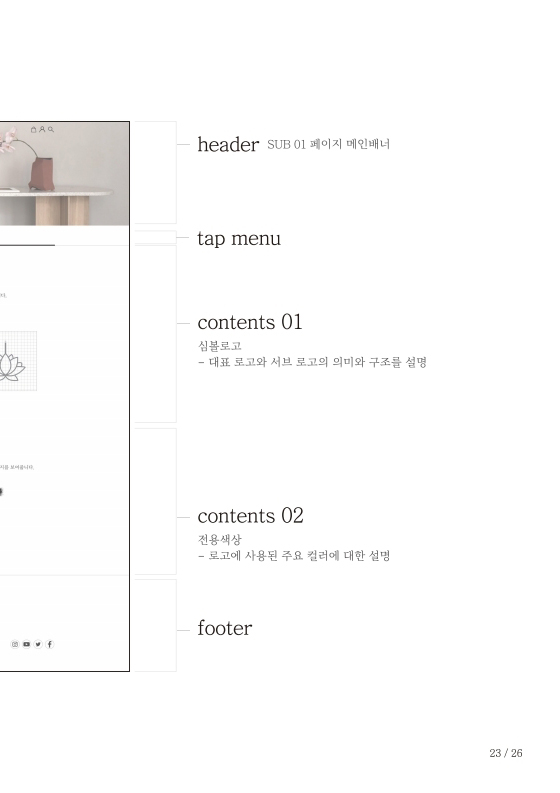 header SUB 01 페이지 메인배너
tap menu
다.
contents 01
심볼로고
– 대표 로고와 서브 로고의 의미와 구조를 설명
contents 02
전용색상
– 로고에 사용된 주요 컬러에 대한 설명
footer
23 / 26